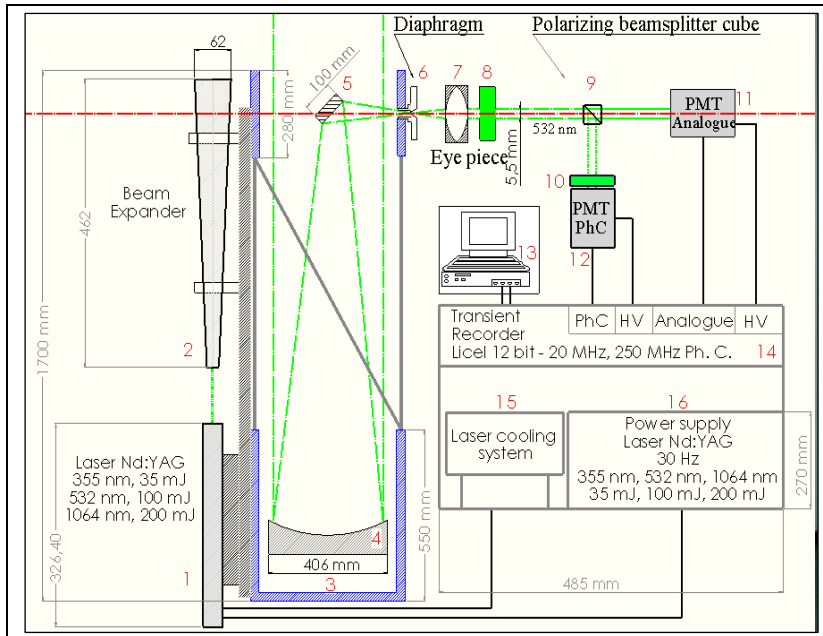 Diaphragm
Polarizing beamsplitter cube
62
100 mm
5
6
7
8
9
11
PMT
Analogue
280 mm
532 nm
Eye piece
5,5 mm
10
PMT
PhC
12
Beam
Expander
462
1700 mm
2
13
Transient
Recorder
PhC
HV
Analogue
HV
Licel 12 bit - 20 MHz, 250 MHz Ph. C.
14
15
Laser cooling
system
16
Power supply
Laser Nd:YAG
30 Hz
355 nm, 532 nm, 1064 nm
35 mJ, 100 mJ, 200 mJ
270 mm
Laser Nd:YAG
355 nm, 35 mJ
532 nm, 100 mJ
1064 nm, 200 mJ
326,40
1
4
406 mm
3
550 mm
485 mm